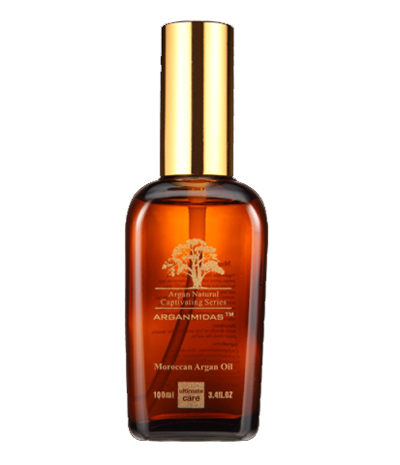 Argan Natural
Captivating Series
ARGANMIDAS™
Moroccan Argan Oil
100ml ultimate care 3.4fl.OZ